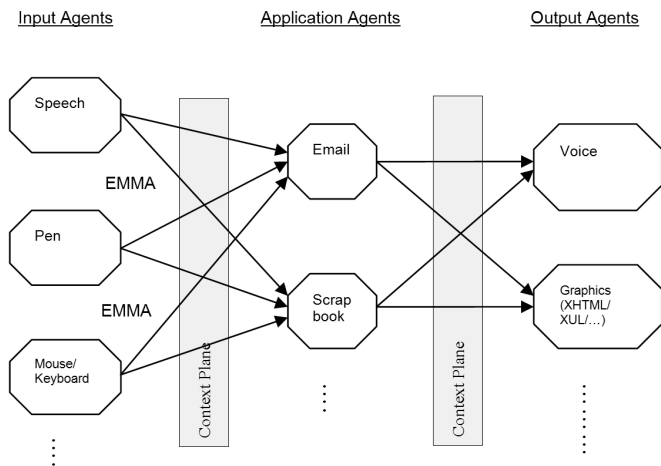 Input Agents
Application Agents
Output Agents
Speech
Email
Voice
EMMA
Pen
Scrap
book
Graphics
(XHTML/
XUL/…)
EMMA
Mouse/
Keyboard
Context Plane
Context Plane